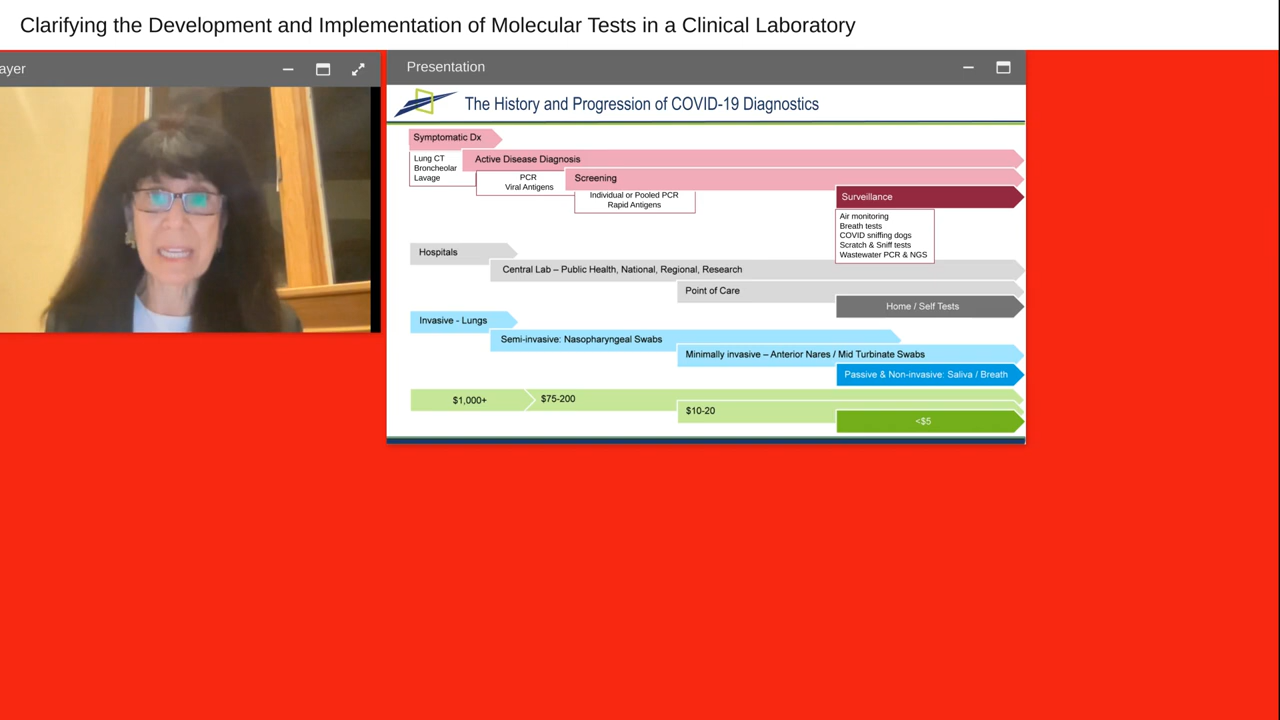 Clarifying the Development and Implementation of Molecular Tests in a Clinical Laboratory
ayer
Presentation
The History and Progression of COVID-19 Diagnostics
Symptomatic Dx
Lung CT
Broncheolar
Lavage
Active Disease Diagnosis
PCR
Viral Antigens
Screening
Individual or Pooled PCR
Rapid Antigens
Surveillance
Air monitoring
Breath tests
COVID sniffing dogs
Scratch & Sniff tests
Wastewater PCR & NGS
Hospitals
Central Lab – Public Health, National, Regional, Research
Point of Care
Home / Self Tests
Invasive - Lungs
Semi-invasive: Nasopharyngeal Swabs
Minimally invasive – Anterior Nares / Mid Turbinate Swabs
Passive & Non-invasive: Saliva / Breath
$1,000+
$75-200
$10-20
<$5